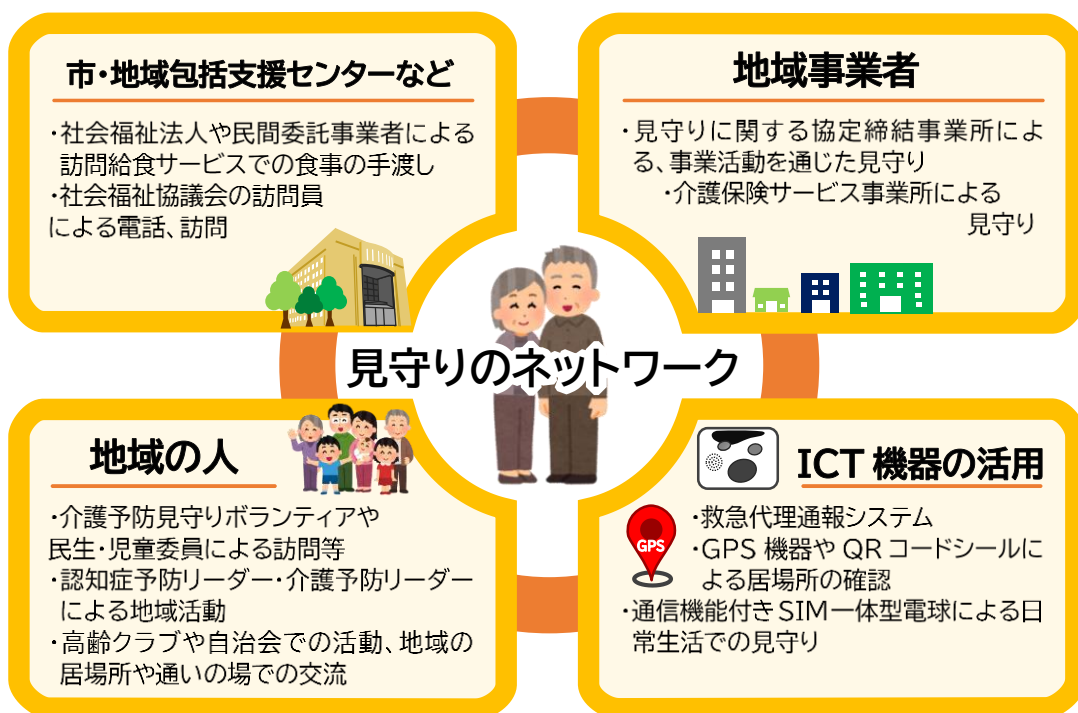 市・地域包括支援センターなど
・社会福祉法人や民間委託事業者による
訪問給食サービスでの食事の手渡し
・社会福祉協議会の訪問員
による電話、訪問
地域事業者
・見守りに関する協定締結事業所によ
る、事業活動を通じた見守り
・介護保険サービス事業所による
見守り
見守りのネットワーク
地域の人
・介護予防見守りボランティアや
民生・児童委員による訪問等
・認知症予防リーダー・介護予防リーダー
による地域活動
・高齢クラブや自治会での活動、地域の
居場所や通いの場での交流
ICT 機器の活用
GPS
・救急代理通報システム
・GPS 機器や QR コードシールに
よる居場所の確認
・通信機能付き SIM 一体型電球による日
常生活での見守り